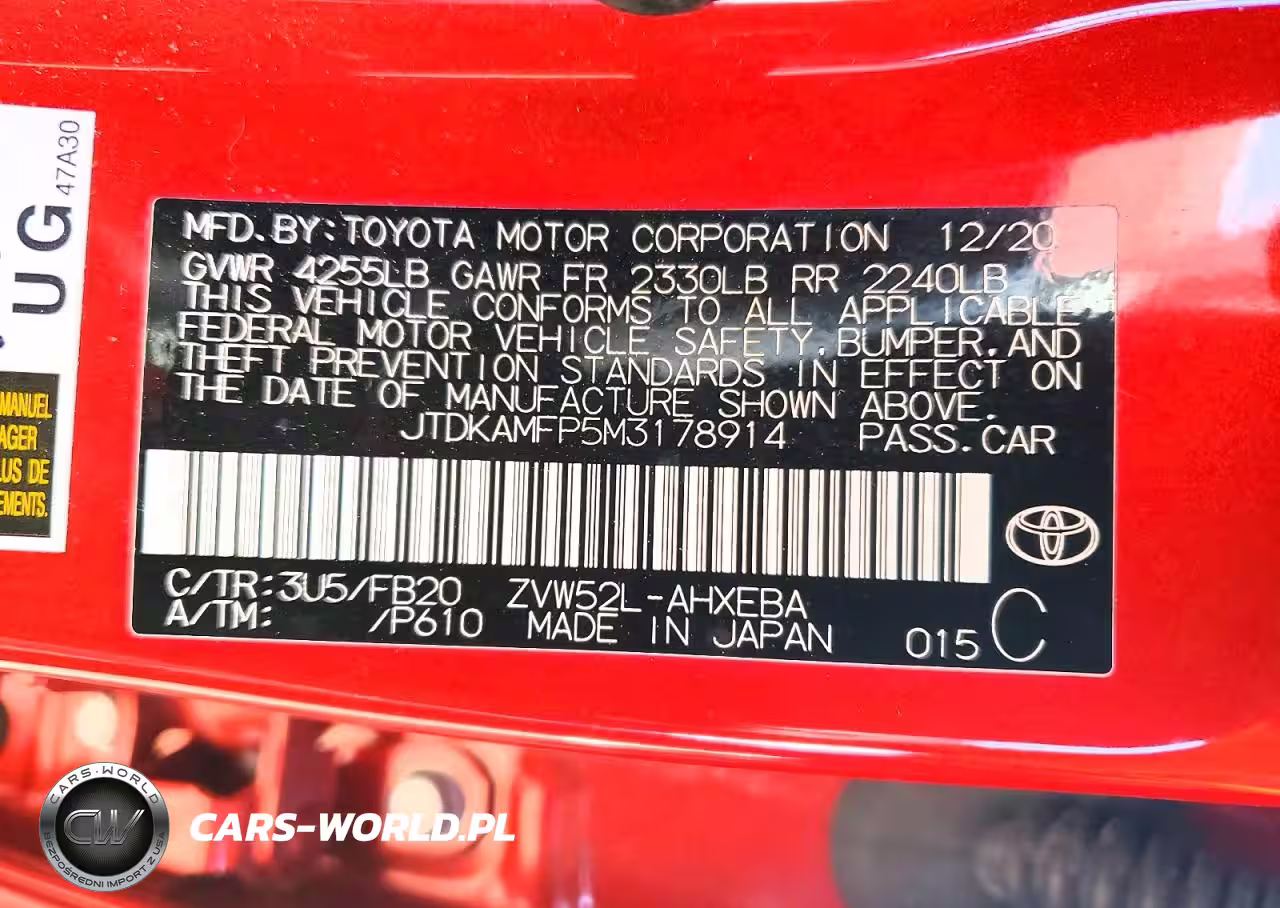 47A30
UG
MANUEL
AGER
LUS DE
EMENTS.
MFD.BY:TOYOTA MOTOR CORPORATION 12/20
GVWR 4255LB GAWR FR 2330LB RR 2240LB
THIS VEHICLE CONFORMS TO ALL APPLICABLE
FEDERAL MOTOR VEHICLE SAFETY,BUMPER,AND
THEFT PREVENTION STANDARDS IN EFFECT ON
THE DATE OF MANUFACTURE SHOWN ABOVE.
JTDKAMFP5M3178914 PASS.CAR
C/TR:3U5/FB20 ZVW52L-AHXEBA
A/TM: /P610 MADE IN JAPAN 015 C
CARS-WORLD
CW
BEZPOŚREDNI IMPORT Z USA
CARS-WORLD.PL